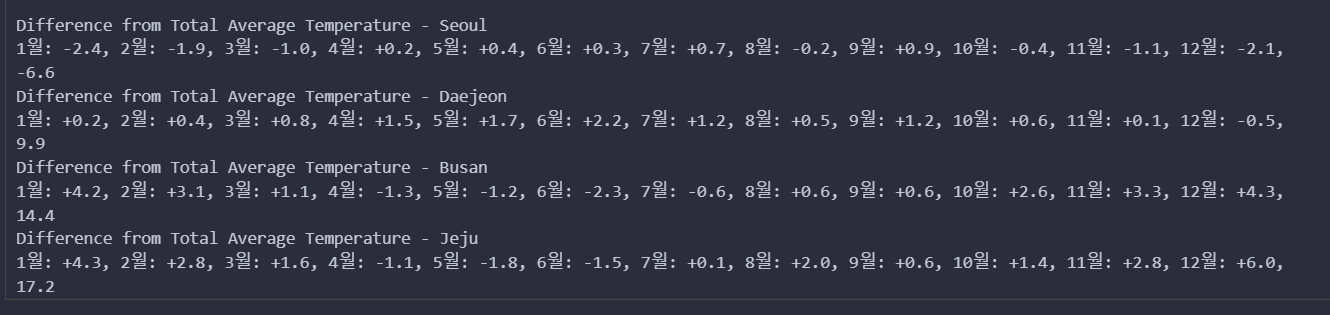 Difference from Total Average Temperature - Seoul
1월: -2.4, 2월: -1.9, 3월: -1.0, 4월: +0.2, 5월: +0.4, 6월: +0.3, 7월: +0.7, 8월: -0.2, 9월: +0.9, 10월: -0.4, 11월: -1.1, 12월: -2.1,
-6.6
Difference from Total Average Temperature - Daejeon
1월: +0.2, 2월: +0.4, 3월: +0.8, 4월: +1.5, 5월: +1.7, 6월: +2.2, 7월: +1.2, 8월: +0.5, 9월: +1.2, 10월: +0.6, 11월: +0.1, 12월: -0.5,
9.9
Difference from Total Average Temperature - Busan
1월: +4.2, 2월: +3.1, 3월: +1.1, 4월: -1.3, 5월: -1.2, 6월: -2.3, 7월: -0.6, 8월: +0.6, 9월: +0.6, 10월: +2.6, 11월: +3.3, 12월: +4.3,
14.4
Difference from Total Average Temperature - Jeju
1월: +4.3, 2월: +2.8, 3월: +1.6, 4월: -1.1, 5월: -1.8, 6월: -1.5, 7월: +0.1, 8월: +2.0, 9월: +0.6, 10월: +1.4, 11월: +2.8, 12월: +6.0,
17.2